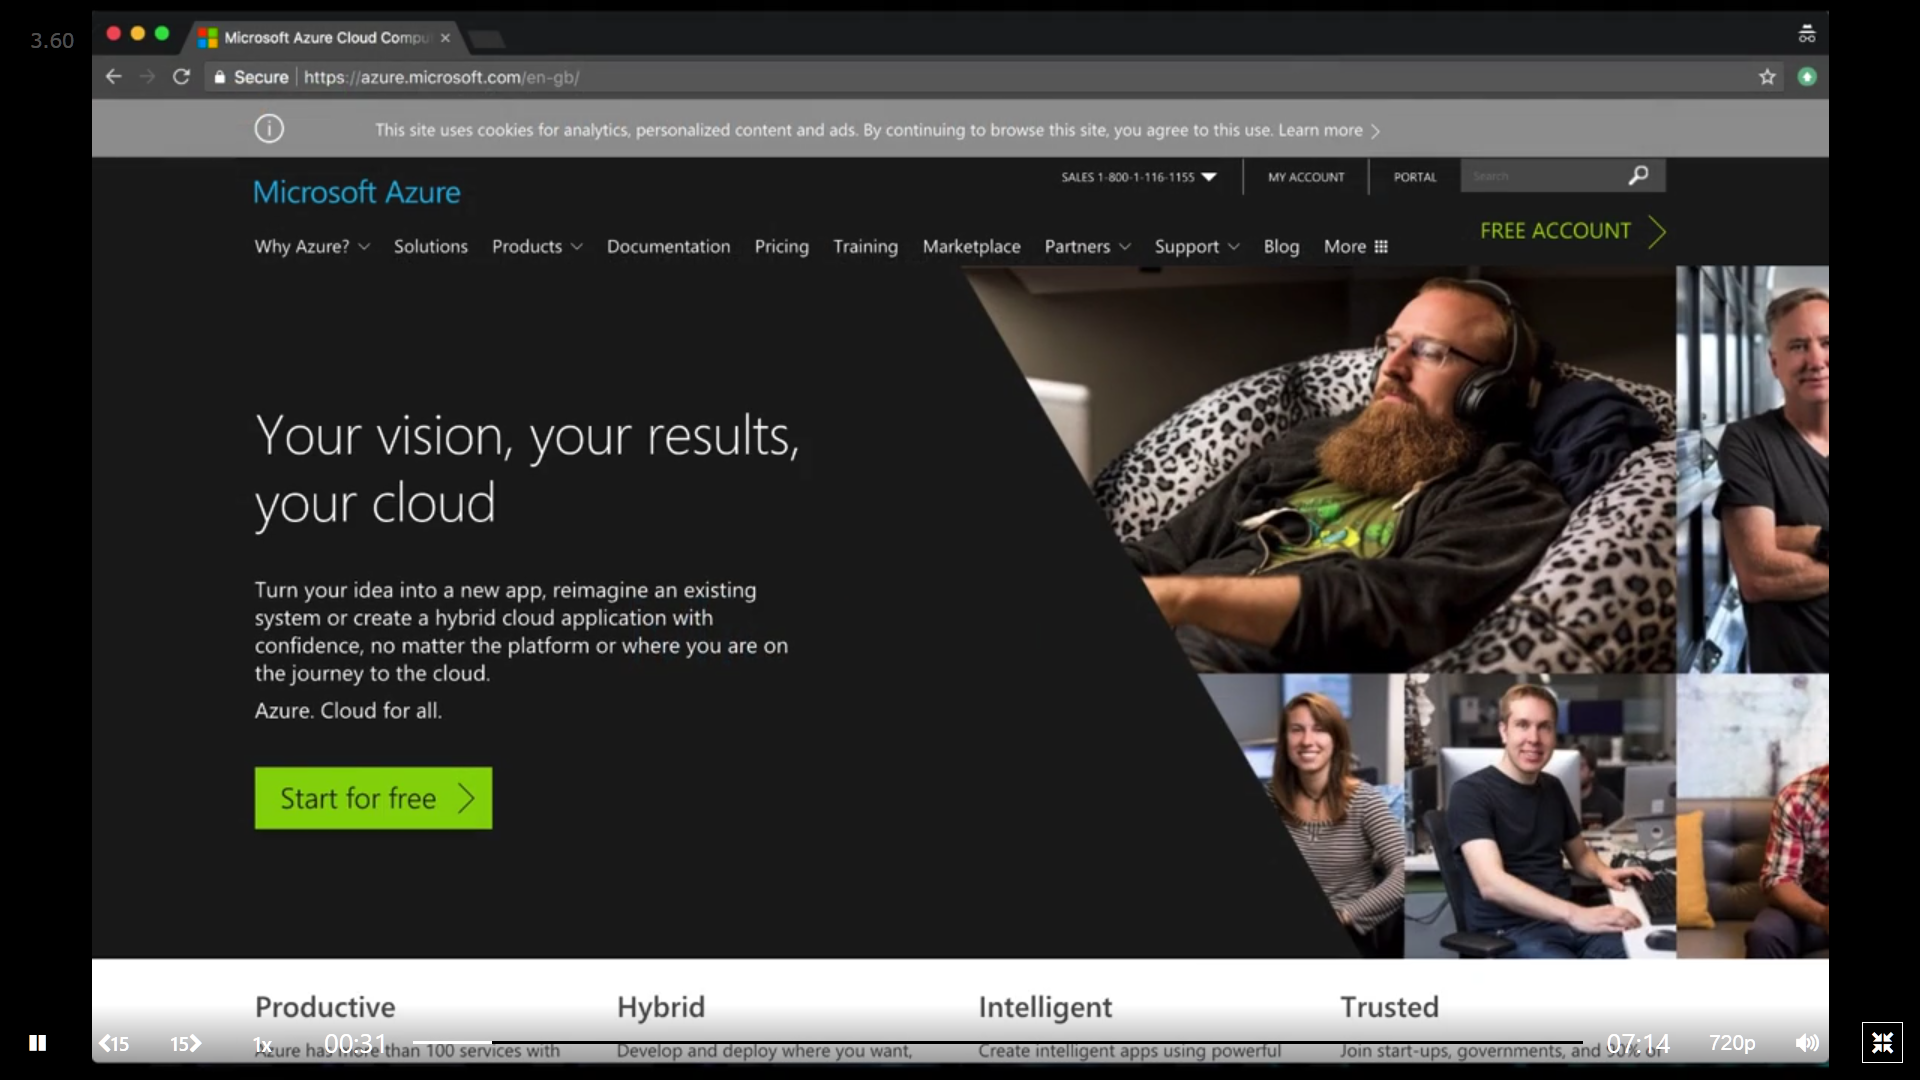 3.60
Microsoft Azure Cloud Compu
Secure https://azure.microsoft.com/en-gb/
This site uses cookies for analytics, personalized content and ads. By continuing to browse this site, you agree to this use. Learn more
SALES 1-800-1-116-1155 MY ACCOUNT PORTAL Search
Microsoft Azure
FREE ACCOUNT
Why Azure? Solutions Products Documentation Pricing Training Marketplace Partners Support Blog More
Your vision, your results,
your cloud
Turn your idea into a new app, reimagine an existing
system or create a hybrid cloud application with
confidence, no matter the platform or where you are on
the journey to the cloud.
Azure. Cloud for all.
Start for free
Productive Hybrid Intelligent Trusted
Azure has more than 100 services with Develop and deploy where you want, Create intelligent apps using powerful Join start-ups, governments, and 90% of
15 15 1x 00:31 07:14 720p